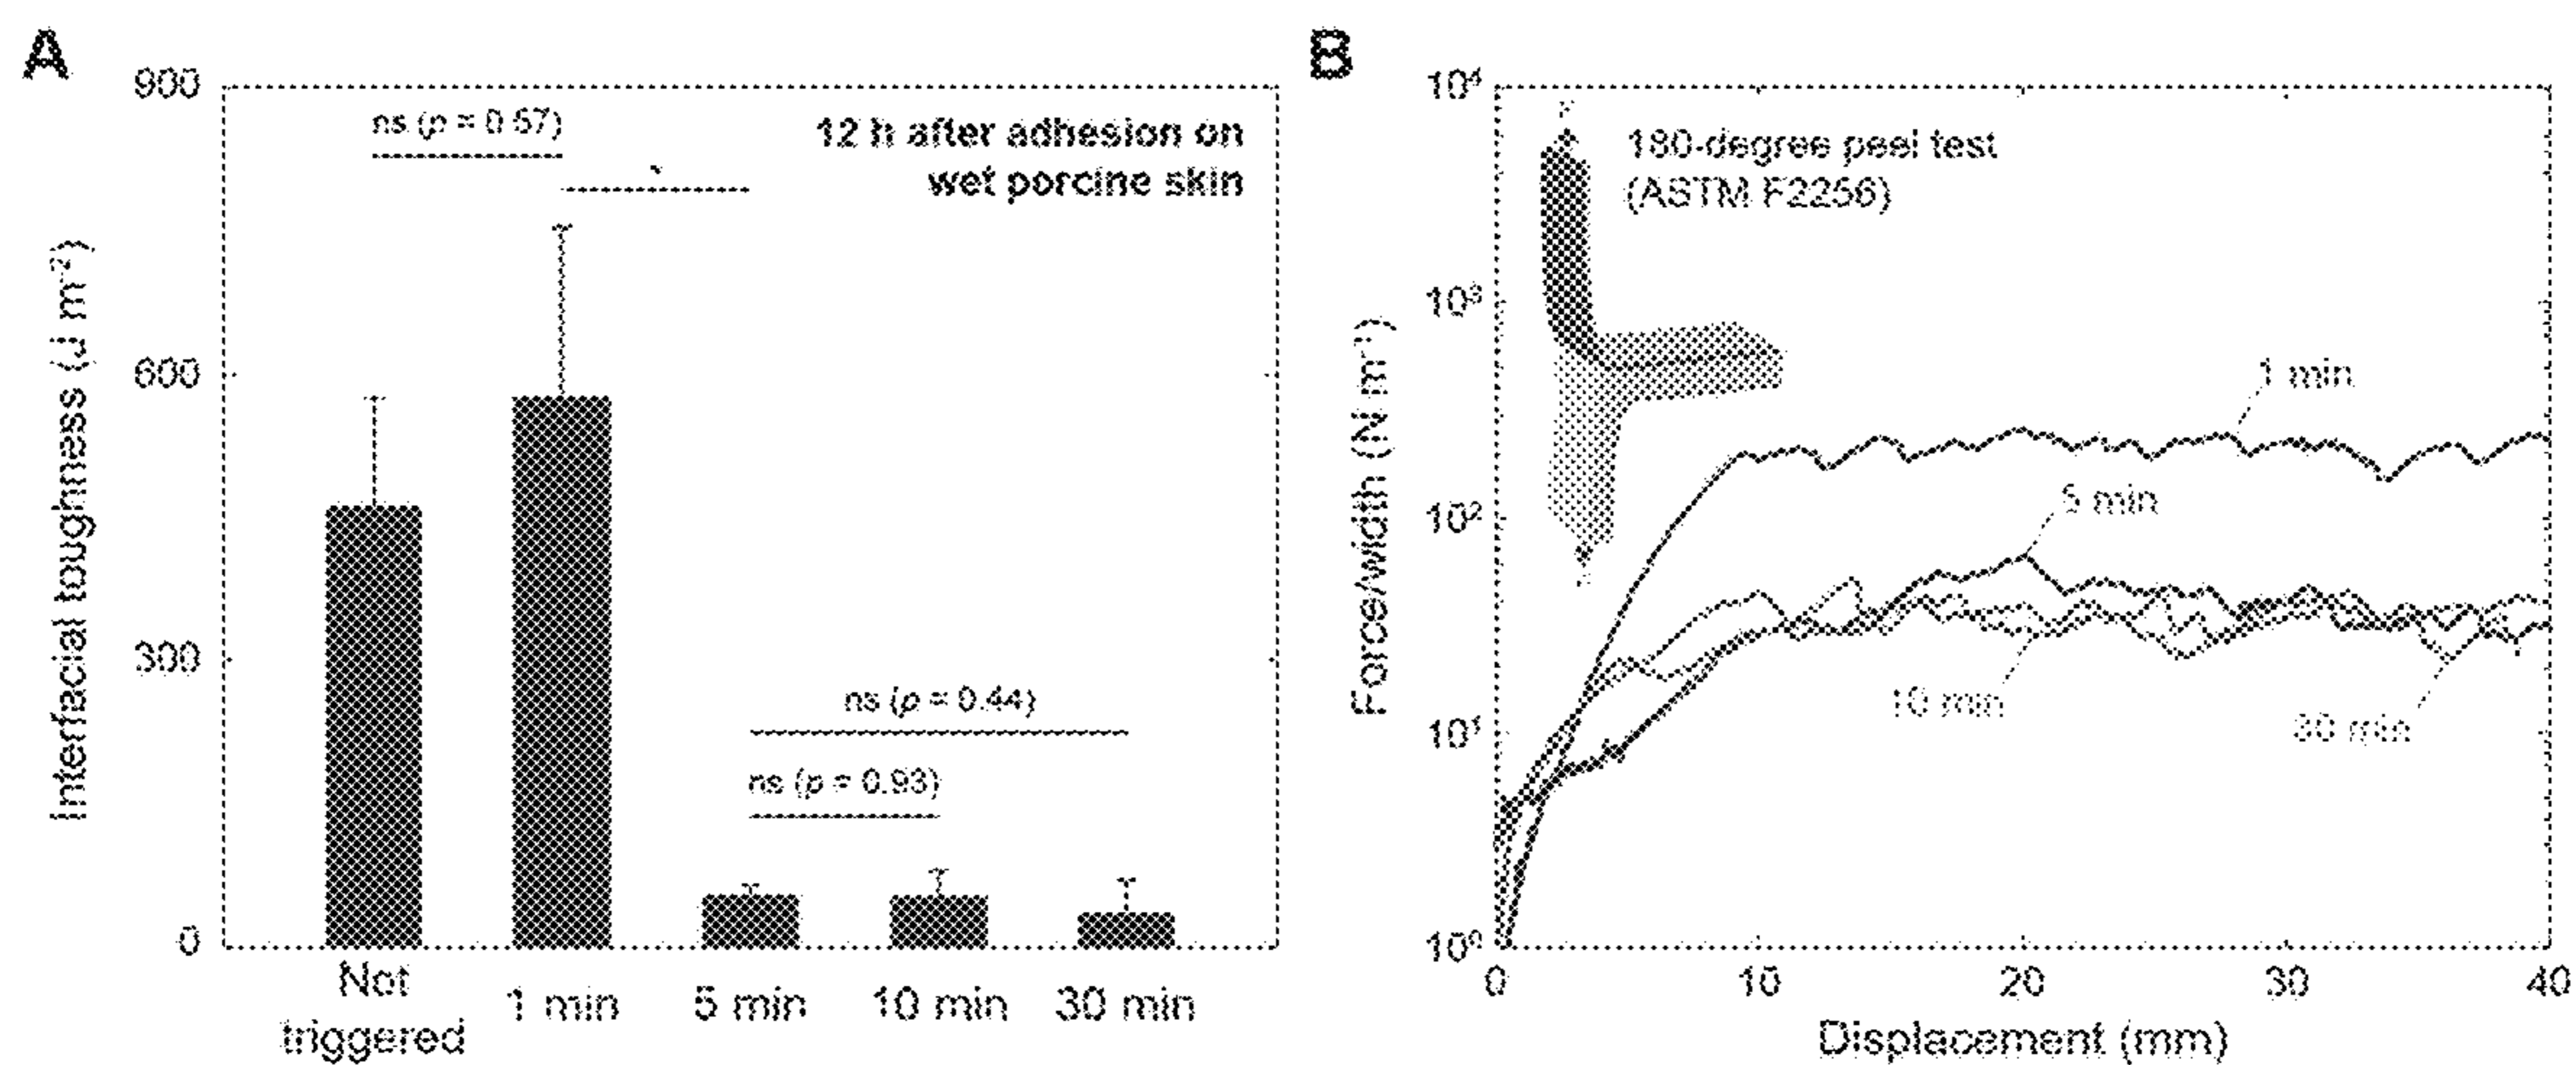 A
900
600
300
0
Interfacial toughness (J m⁻²)
ns (p = 0.57)
*
12 h after adhesion on
wet porcine skin
ns (p = 0.44)
ns (p = 0.93)
Not
triggered
1 min
5 min
10 min
30 min
B
10⁴
10³
10²
10¹
10⁰
Force/width (N m⁻¹)
F
180-degree peel test
(ASTM F2256)
F
1 min
5 min
10 min
30 min
0
10
20
30
40
Displacement (mm)